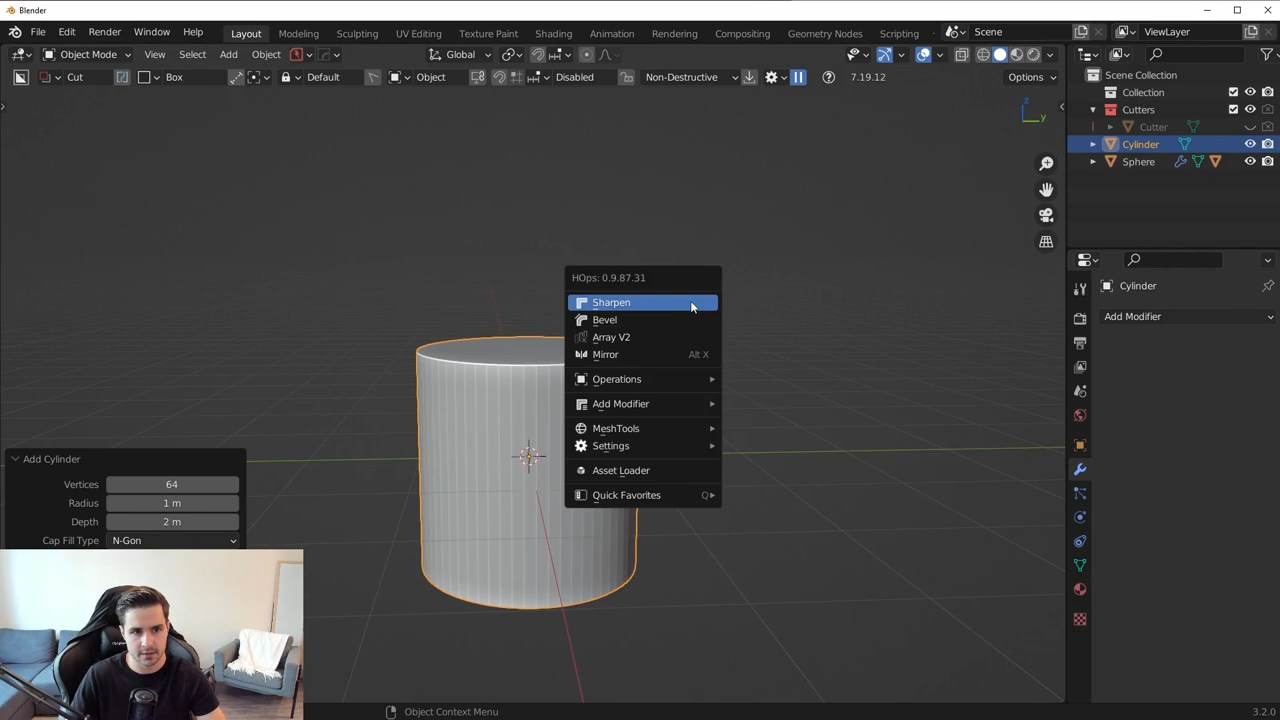 Blender
File Edit Render Window Help Layout Modeling Sculpting UV Editing Texture Paint Shading Animation Rendering Compositing Geometry Nodes Scripting Scene ViewLayer
Object Mode View Select Add Object Global
Cut Box Default Object Disabled Non-Destructive 7.19.12 Options
Scene Collection
Collection
Cutters
Cutter
Cylinder
Sphere
z
y
HOps: 0.9.87.31
Sharpen
Bevel
Array V2
Mirror Alt X
Operations
Add Modifier
MeshTools
Settings
Asset Loader
Quick Favorites Q
Cylinder
Add Modifier
Add Cylinder
Vertices 64
Radius 1 m
Depth 2 m
Cap Fill Type N-Gon
Object Context Menu
3.2.0